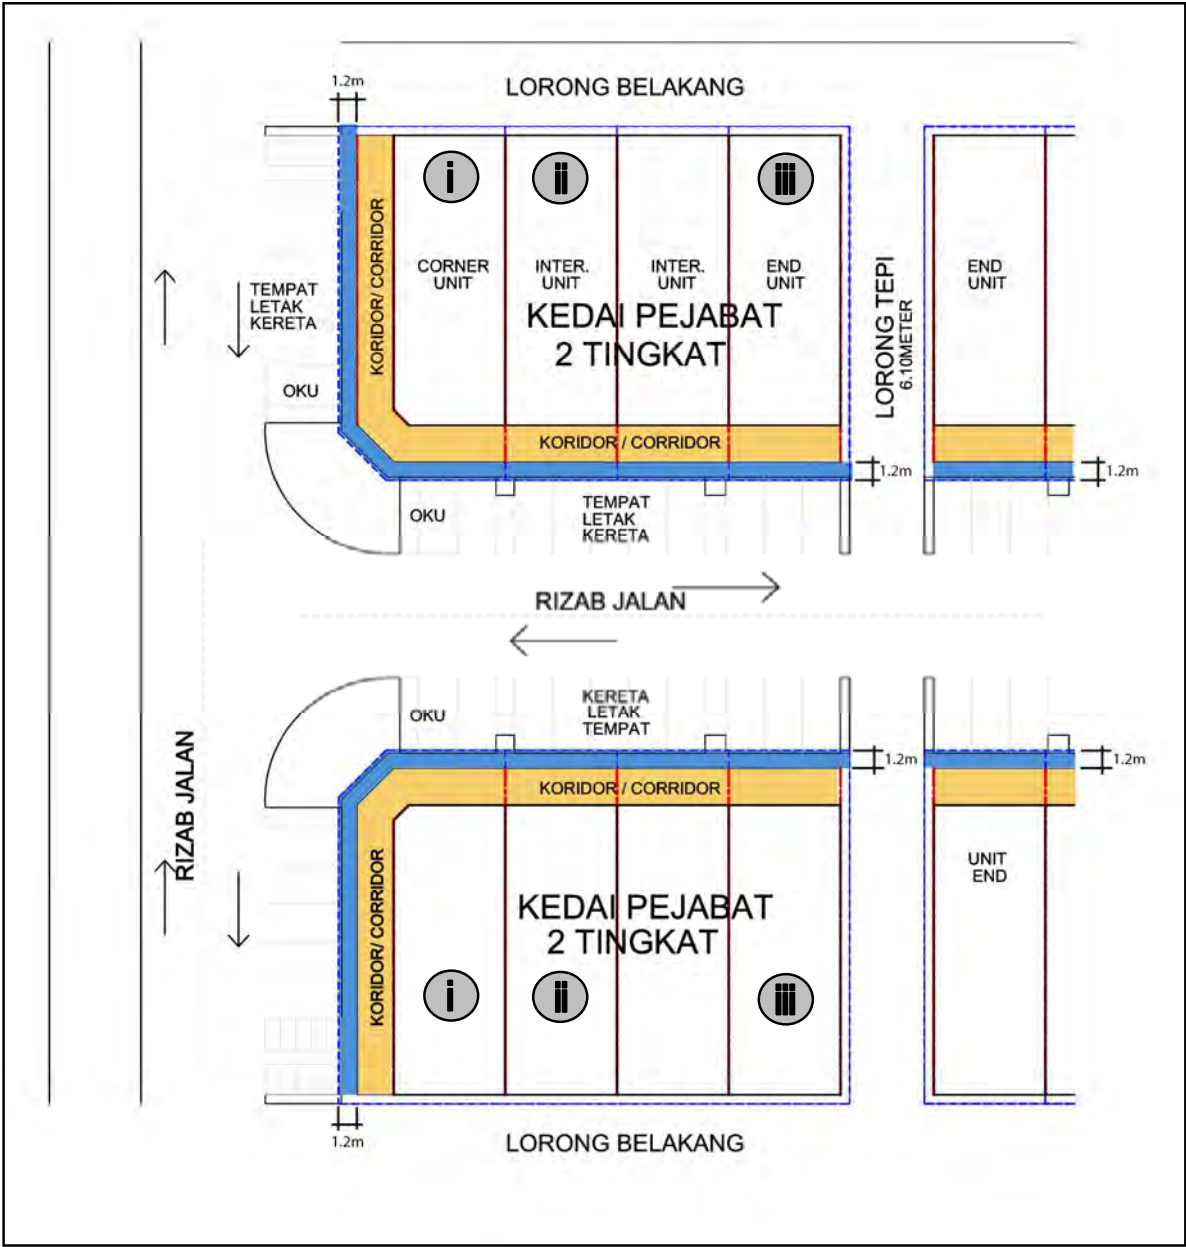 1.2m
LORONG BELAKANG
i
ii
iii
CORNER
UNIT
INTER.
UNIT
INTER.
UNIT
END
UNIT
END
UNIT
KORIDOR/ CORRIDOR
TEMPAT
LETAK
KERETA
KEDAI PEJABAT
2 TINGKAT
LORONG TEPI
6.10METER
OKU
KORIDOR / CORRIDOR
1.2m
1.2m
OKU
TEMPAT
LETAK
KERETA
RIZAB JALAN
KERETA
LETAK
TEMPAT
OKU
1.2m
1.2m
KORIDOR / CORRIDOR
RIZAB JALAN
KORIDOR/ CORRIDOR
UNIT
END
KEDAI PEJABAT
2 TINGKAT
i
ii
iii
1.2m
LORONG BELAKANG